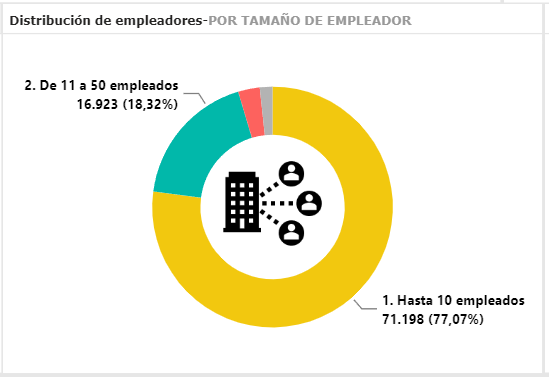 Distribución de empleadores-POR TAMAÑO DE EMPLEADOR
2. De 11 a 50 empleados
16.923 (18,32%)
1. Hasta 10 empleados
71.198 (77,07%)